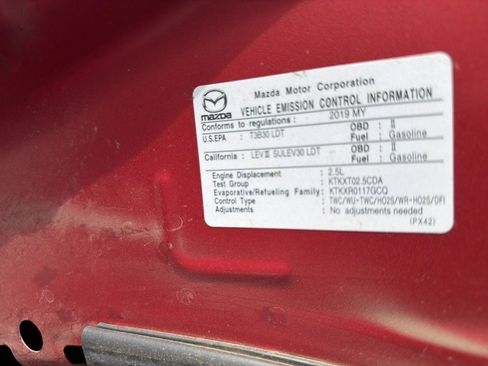 Mazda Motor Corporation
mazda VEHICLE EMISSION CONTROL INFORMATION
Conforms to regulations : 2019 MY
U.S.EPA : T3B30 LDT OBD : II
Fuel : Gasoline
California : LEVⅢ SULEV30 LDT OBD : II
Fuel : Gasoline
Engine Displacement : 2.5L
Test Group : KTKXT02.5CDA
Evaporative/Refueling Family : KTKXR0117GCQ
Control Type : TWC/WU-TWC/HO2S/WR-HO2S/DFI
Adjustments : No adjustments needed
(PX42)